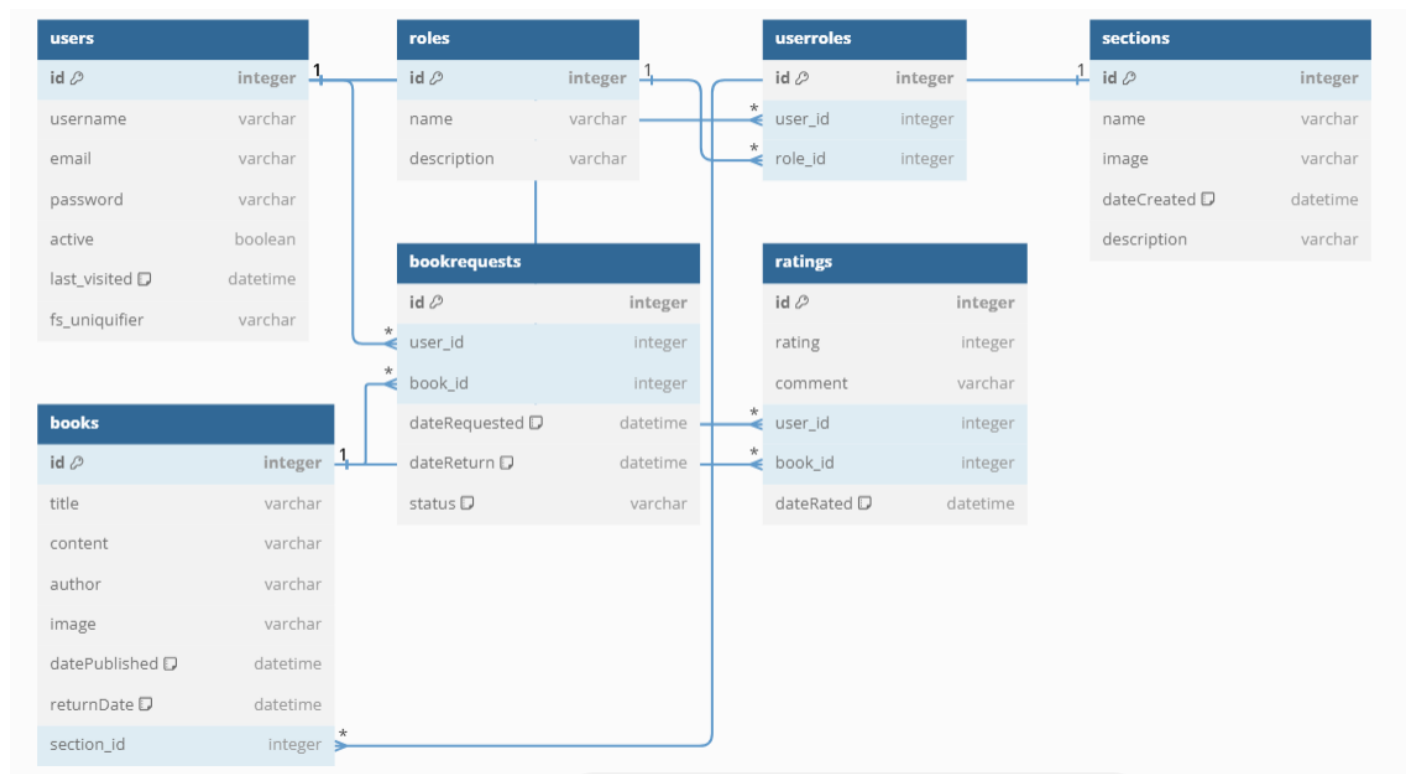 users
id integer 1
username varchar
email varchar
password varchar
active boolean
last_visited datetime
fs_uniquifier varchar
roles
id integer 1
name varchar
description varchar
userroles
id integer
* user_id integer
* role_id integer
sections
1 id integer
name varchar
image varchar
dateCreated datetime
description varchar
bookrequests
id integer
* user_id integer
* book_id integer
dateRequested datetime
dateReturn datetime
status varchar
ratings
id integer
rating integer
comment varchar
* user_id integer
* book_id integer
dateRated datetime
books
id integer 1
title varchar
content varchar
author varchar
image varchar
datePublished datetime
returnDate datetime
section_id integer *